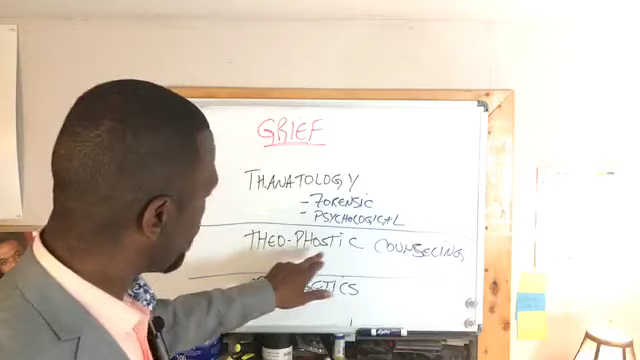 GRIEF
THANATOLOGY
- FORENSIC
- PSYCHOLOGICAL
THEO-PHOSTIC COUNSELING